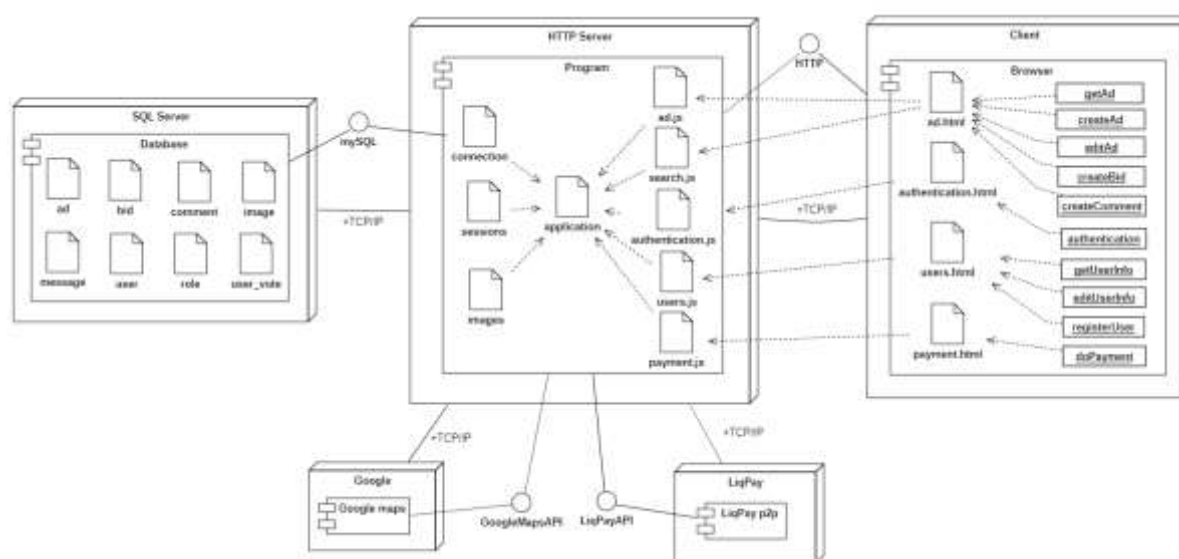 HTTP Server
Program
ad.js
search.js
connection
application
sessions
authentication.js
images
users.js
payment.js
HTTP
Client
Browser
ad.html
authentication.html
users.html
payment.html
getAd
createAd
editAd
createBid
createComment
authentication
getUserInfo
editUserInfo
registerUser
doPayment
SQL Server
Database
ad
bid
comment
image
message
user
role
user_vote
mySQL
+TCP/IP
+TCP/IP
+TCP/IP
+TCP/IP
Google
Google maps
GoogleMapsAPI
LiqPayAPI
LiqPay
LiqPay p2p